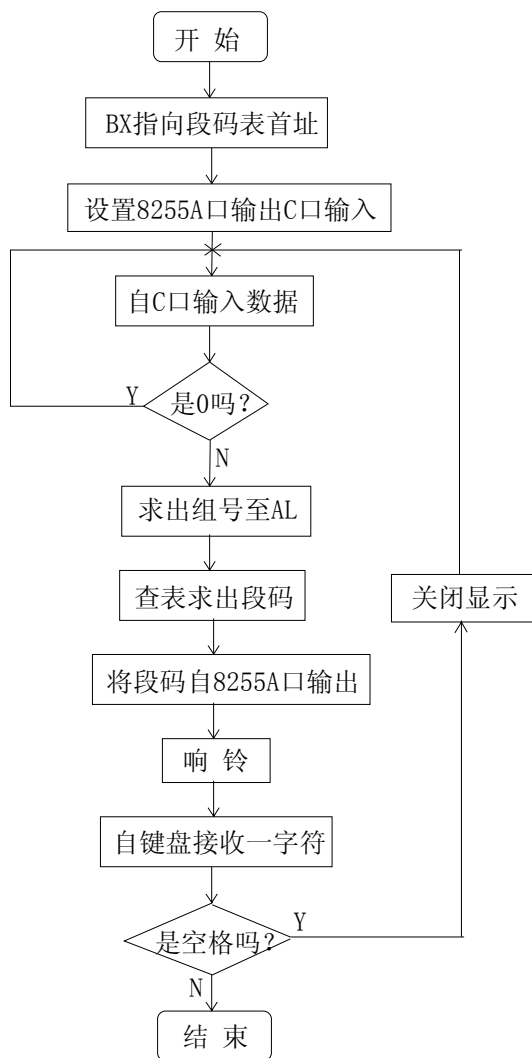 开 始
BX指向段码表首址
设置8255A口输出C口输入
自C口输入数据
Y
是0吗？
N
求出组号至AL
查表求出段码
关闭显示
将段码自8255A口输出
响 铃
自键盘接收一字符
Y
是空格吗？
N
结 束